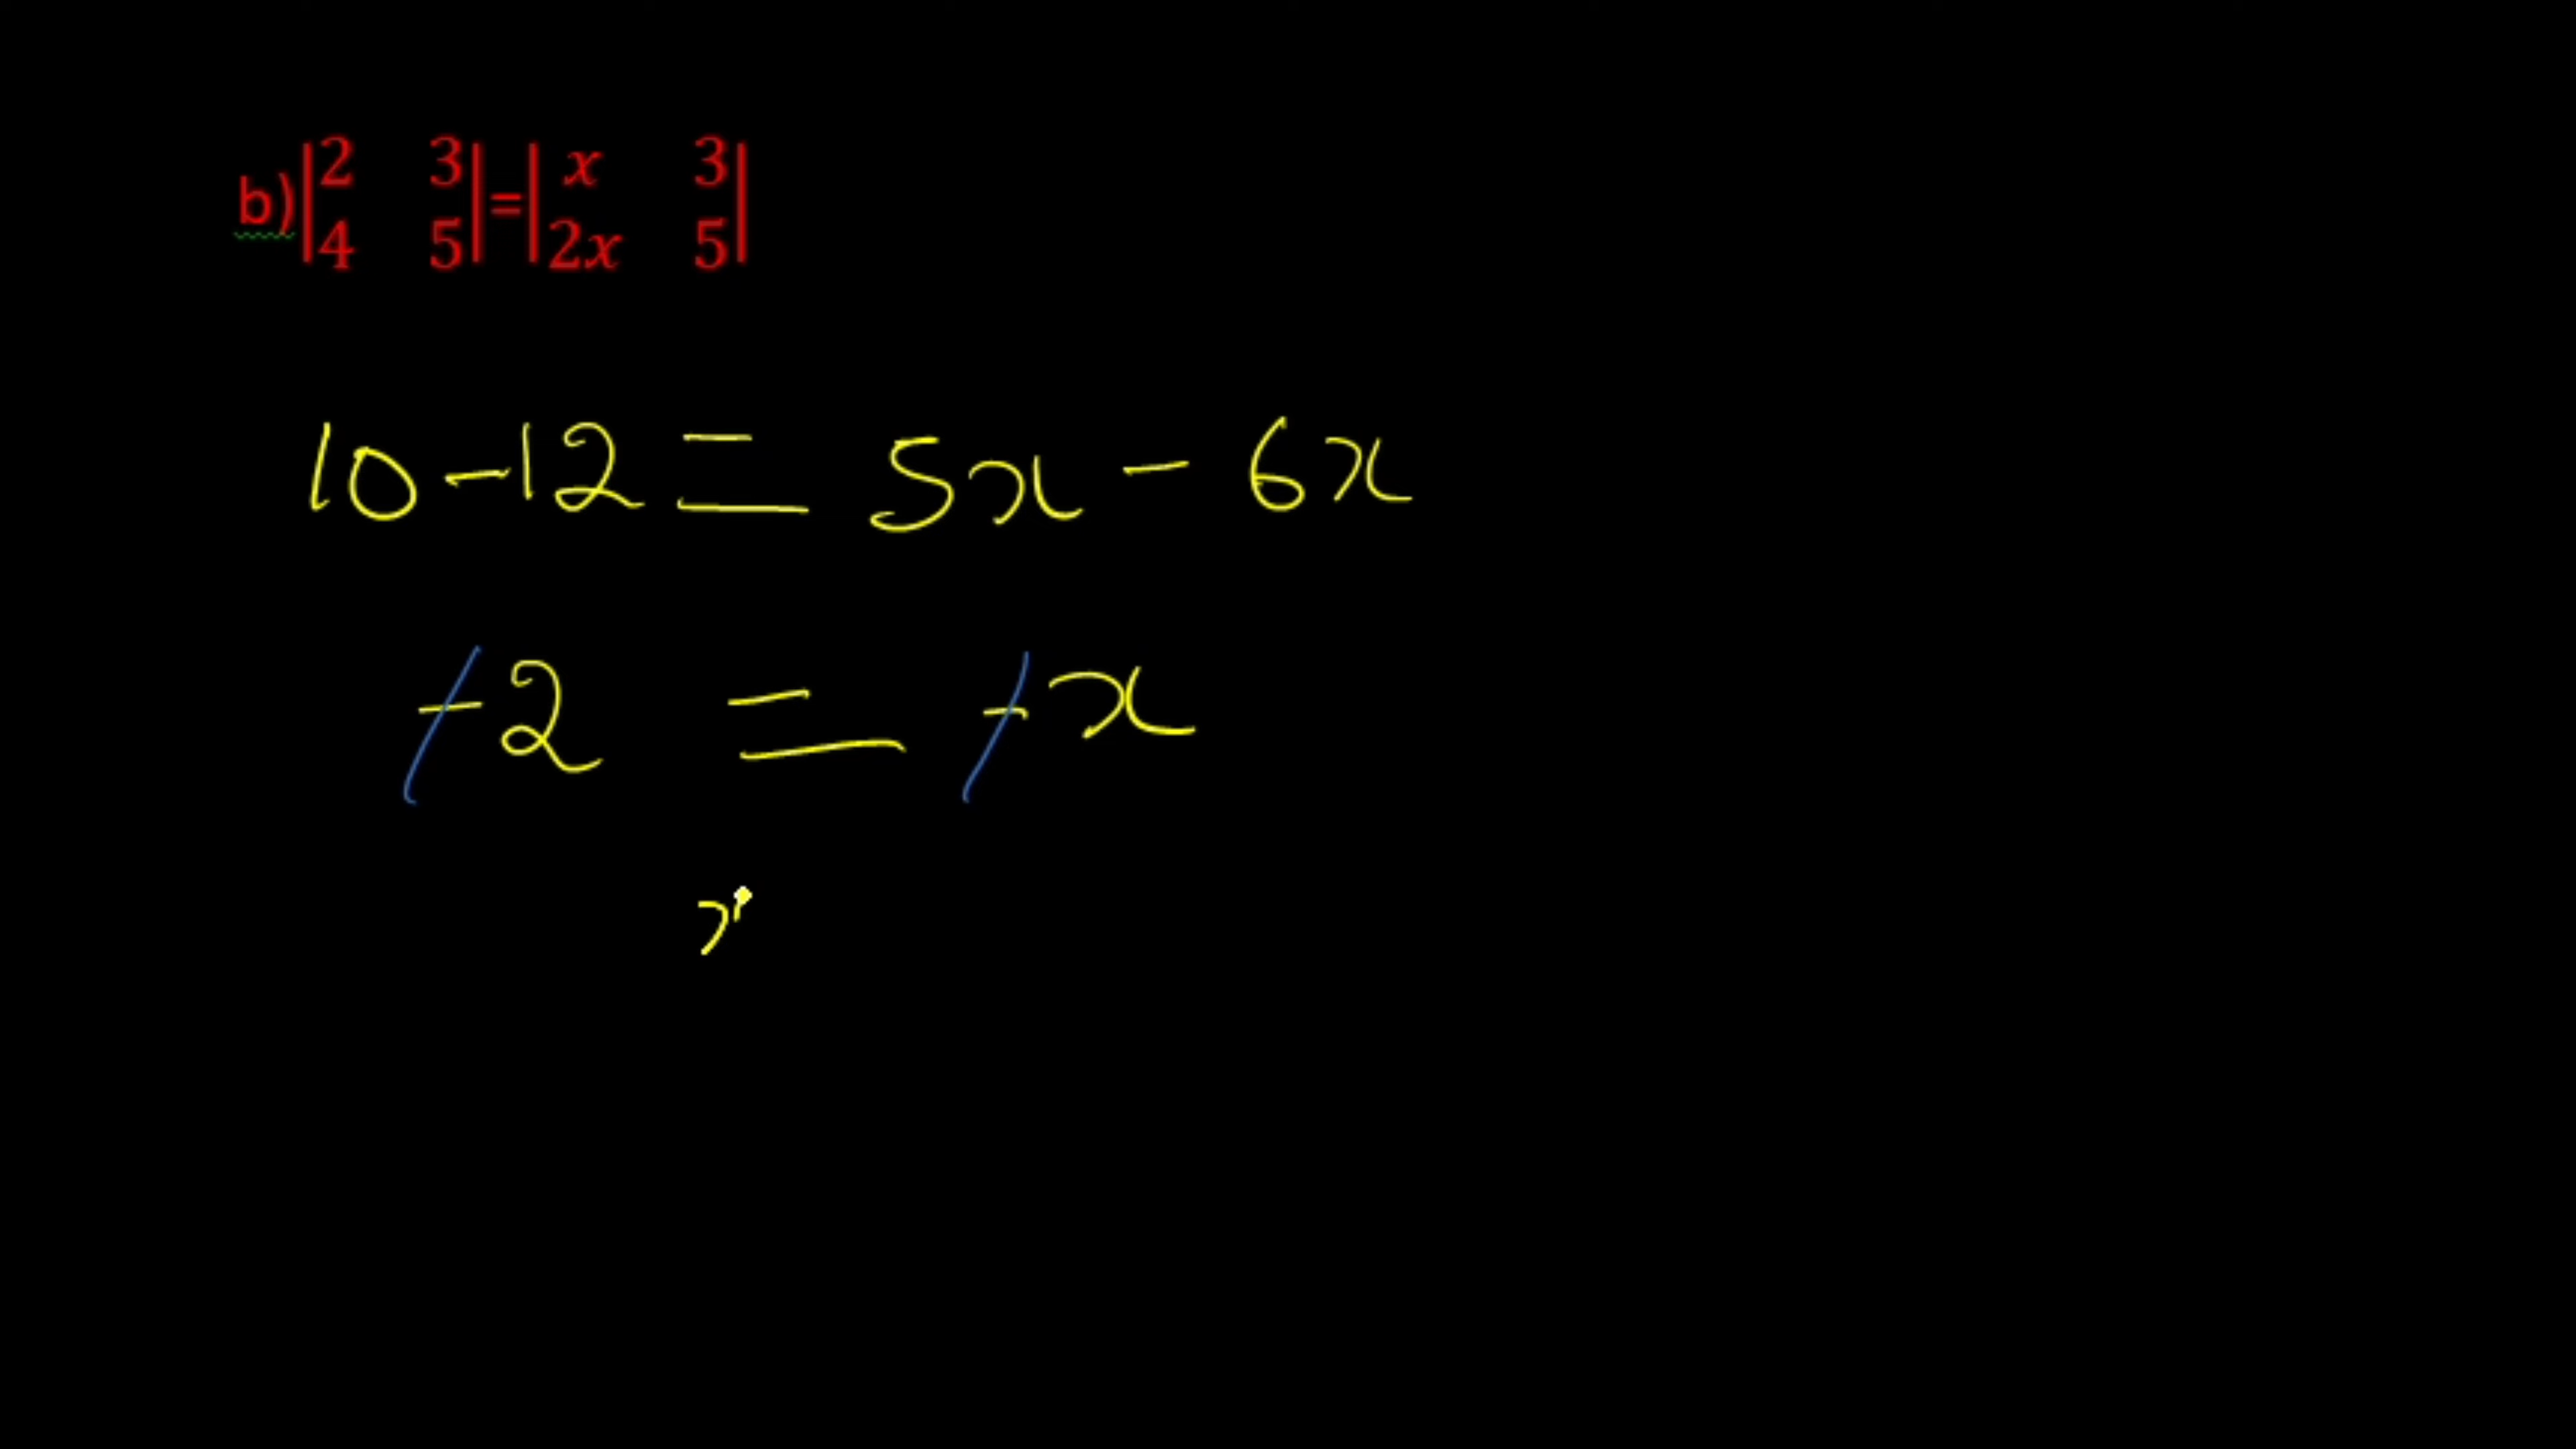 b) |2 3| = |x 3|
|4 5| |2x 5|
10 - 12 = 5x - 6x
-2 = -x
x